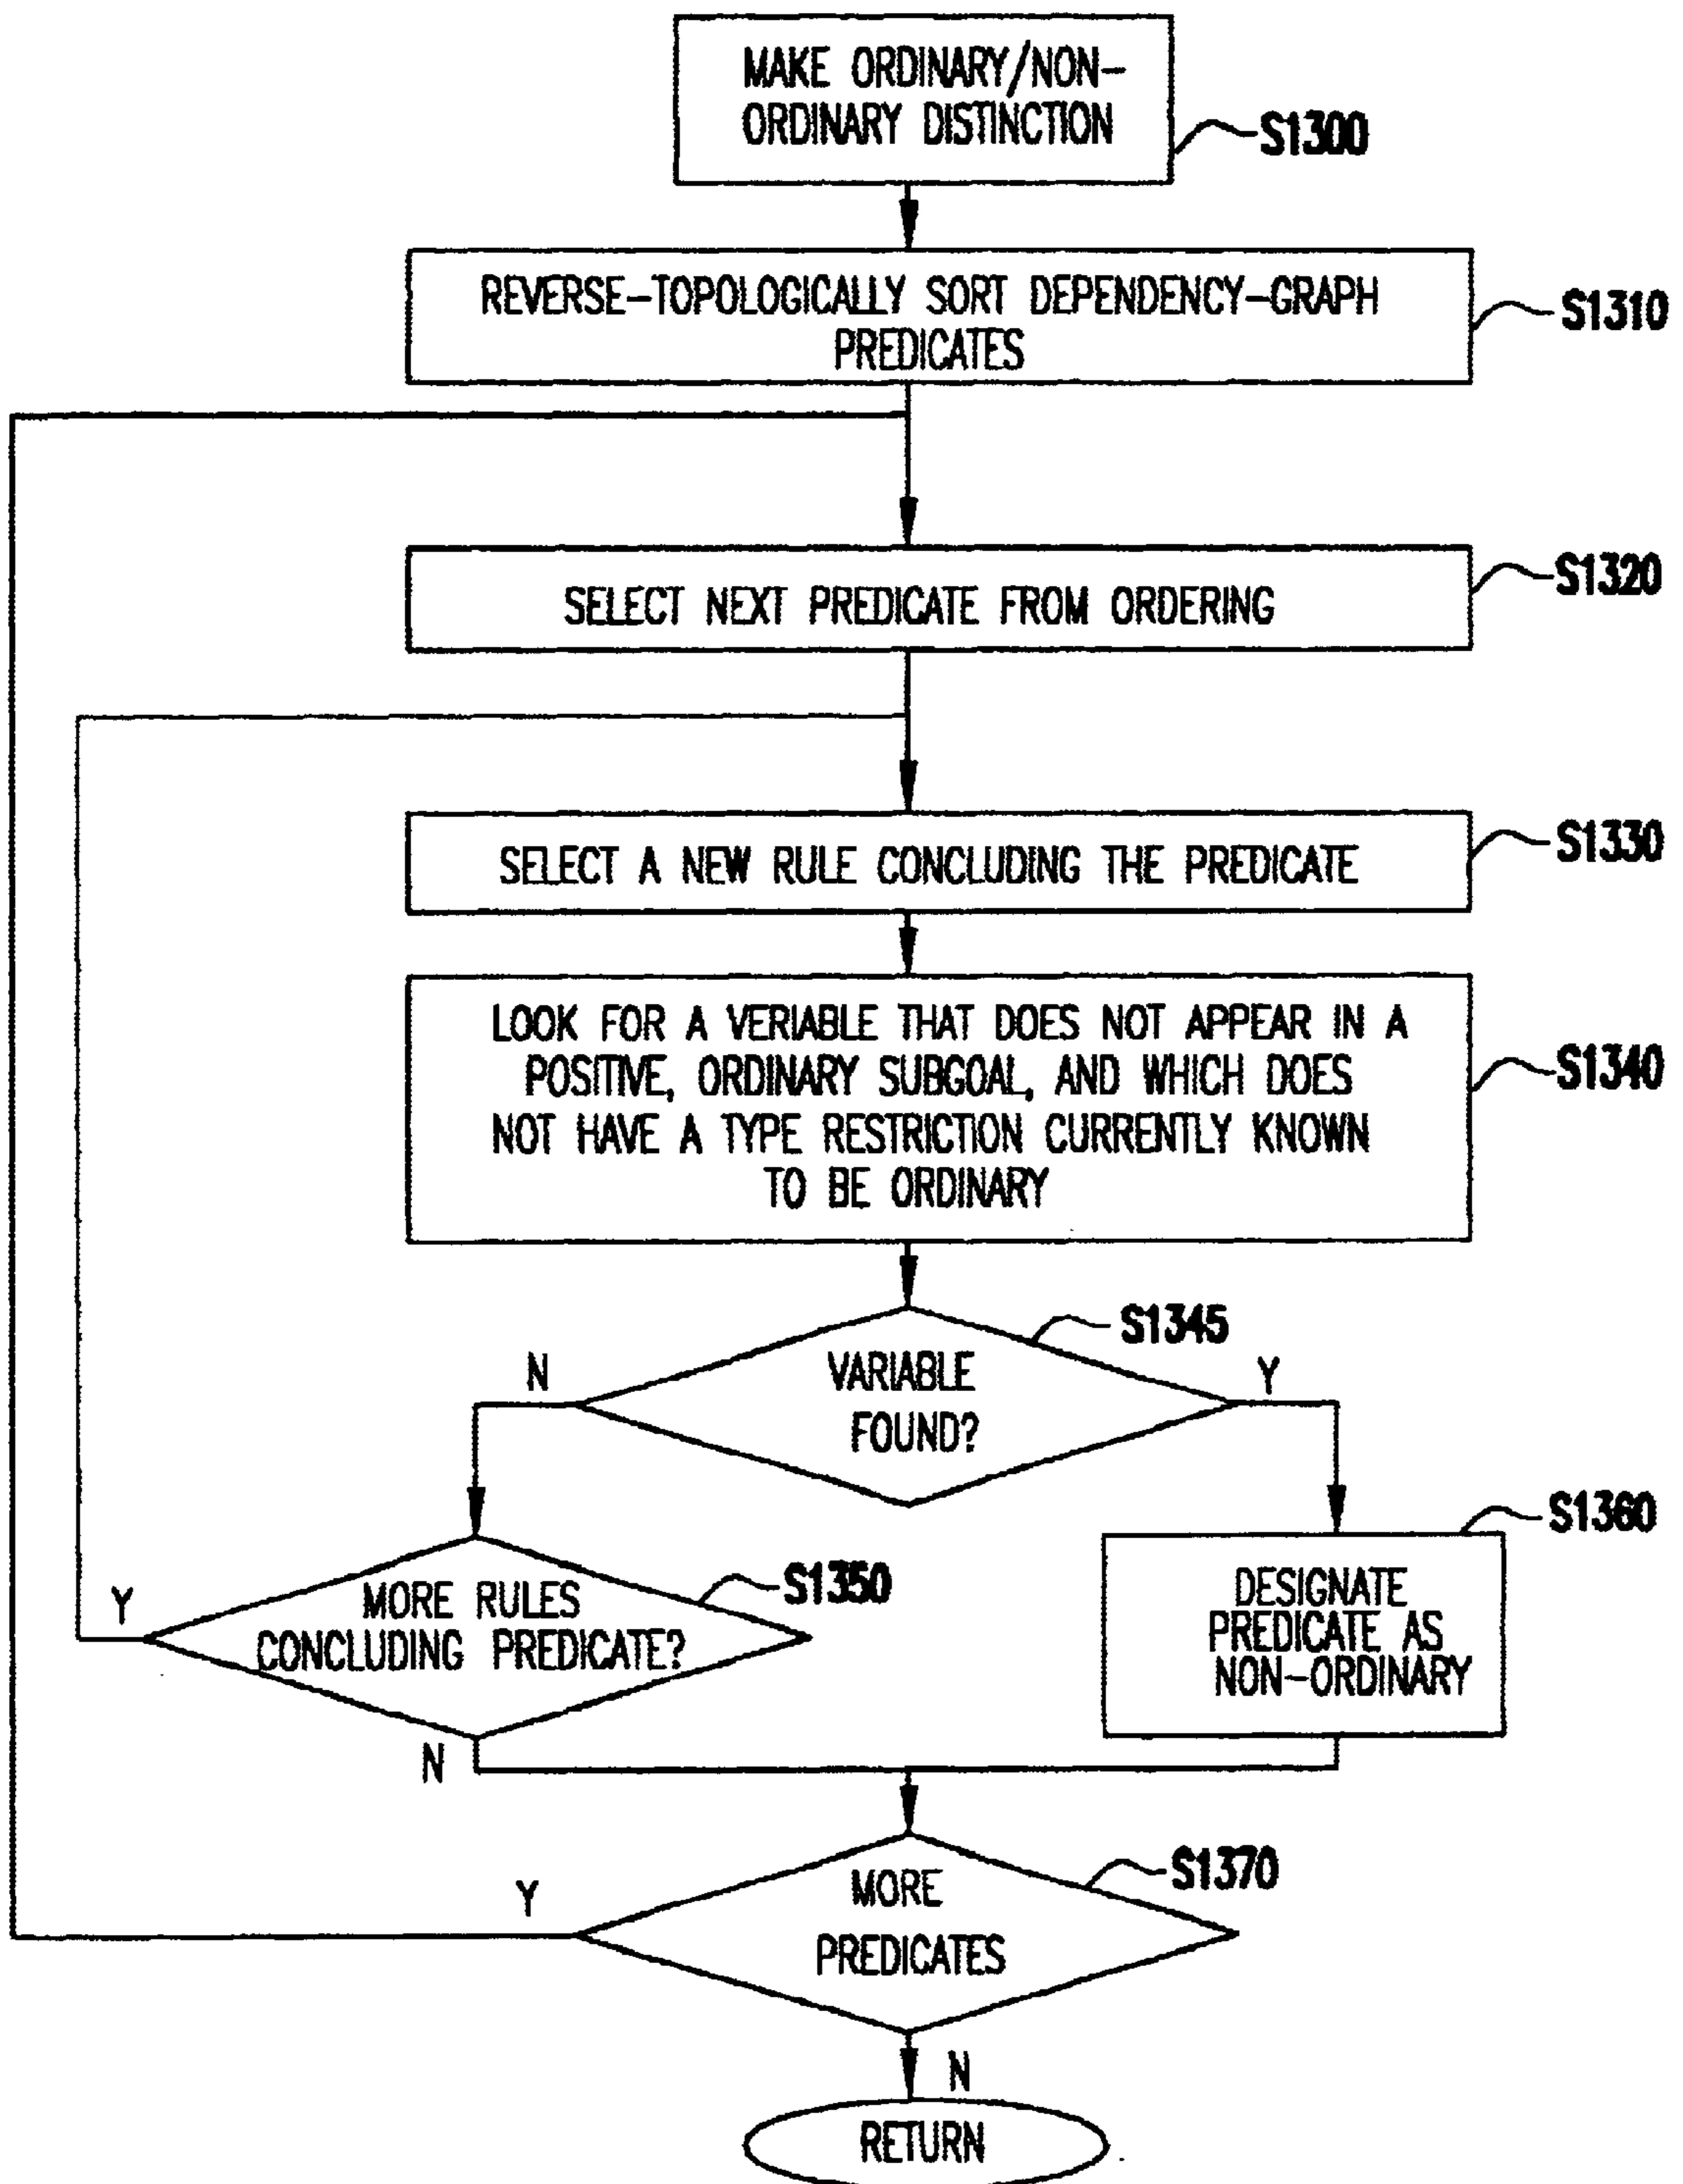 MAKE ORDINARY/NON-
ORDINARY DISTINCTION
S1300
REVERSE-TOPOLOGICALLY SORT DEPENDENCY-GRAPH
PREDICATES
S1310
SELECT NEXT PREDICATE FROM ORDERING
S1320
SELECT A NEW RULE CONCLUDING THE PREDICATE
S1330
LOOK FOR A VERIABLE THAT DOES NOT APPEAR IN A
POSITIVE, ORDINARY SUBGOAL, AND WHICH DOES
NOT HAVE A TYPE RESTRICTION CURRENTLY KNOWN
TO BE ORDINARY
S1340
VARIABLE
FOUND?
S1345
N
Y
MORE RULES
CONCLUDING PREDICATE?
S1350
Y
N
DESIGNATE
PREDICATE AS
NON-ORDINARY
S1360
MORE
PREDICATES
S1370
Y
N
RETURN